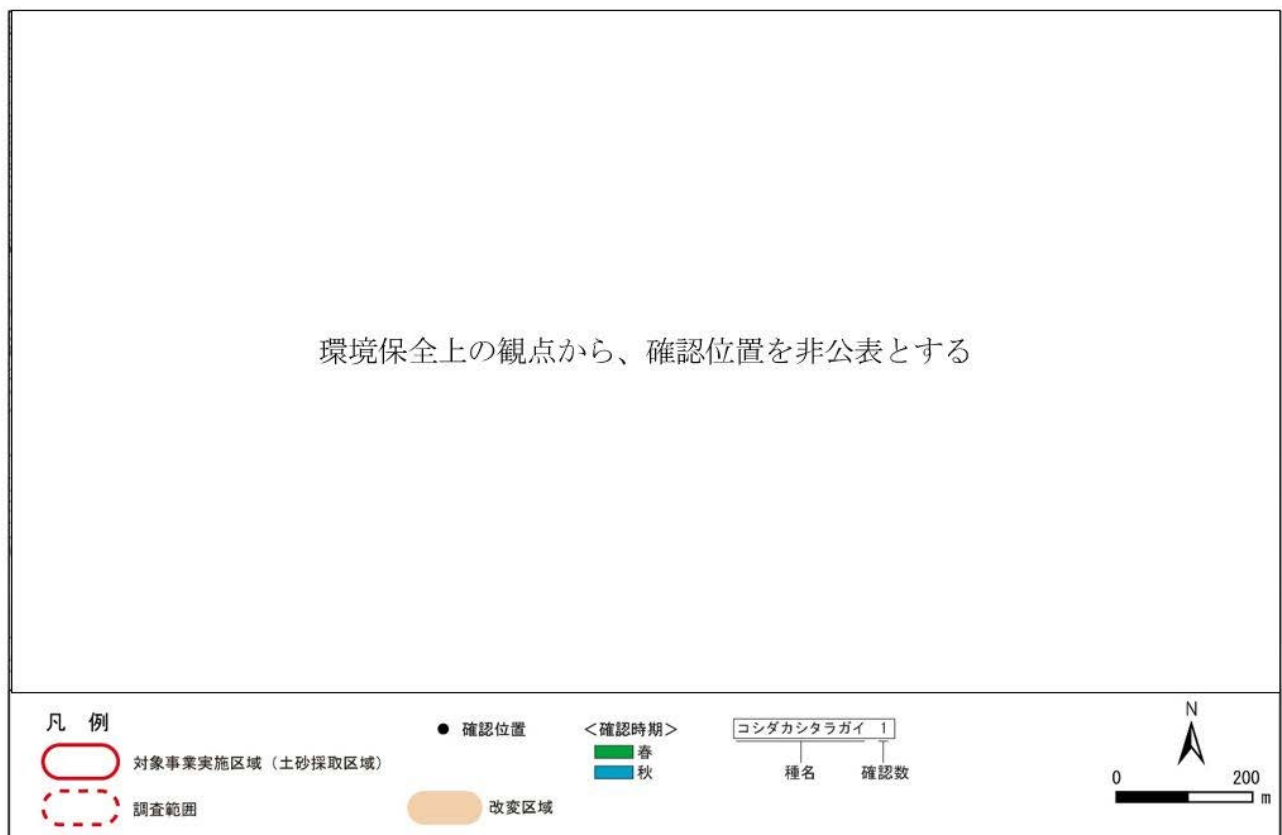 環境保全上の観点から、確認位置を非公表とする
凡 例
対象事業実施区域（土砂採取区域）
調査範囲
● 確認位置
改変区域
＜確認時期＞
春
秋
コシダカシタラガイ 1
種名 確認数
N
0 200
m